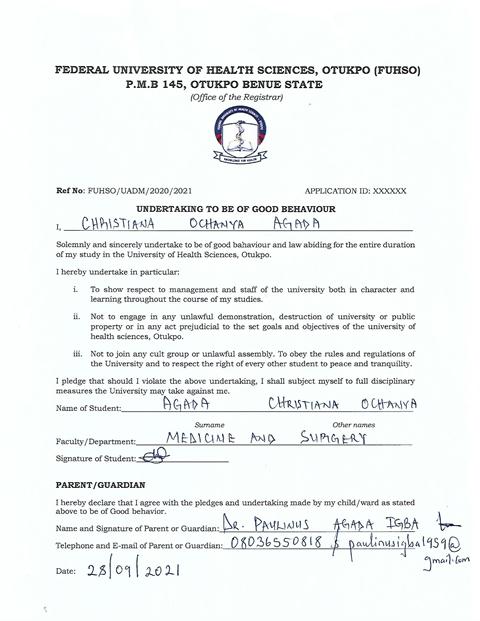 FEDERAL UNIVERSITY OF HEALTH SCIENCES, OTUKPO (FUHSO)
P.M.B 145, OTUKPO BENUE STATE
(Office of the Registrar)
Ref No: FUHSO/UADM/2020/2021 APPLICATION ID: XXXXXX
UNDERTAKING TO BE OF GOOD BEHAVIOUR
I, CHRISTIANA OCHANYA AGADA
Solemnly and sincerely undertake to be of good bahaviour and law abiding for the entire duration
of my study in the University of Health Sciences, Otukpo.
I hereby undertake in particular:
i. To show respect to management and staff of the university both in character and
learning throughout the course of my studies.
ii. Not to engage in any unlawful demonstration, destruction of university or public
property or in any act prejudicial to the set goals and objectives of the university of
health sciences, Otukpo.
iii. Not to join any cult group or unlawful assembly. To obey the rules and regulations of
the University and to respect the right of every other student to peace and tranquility.
I pledge that should I violate the above undertaking, I shall subject myself to full disciplinary
measures the University may take against me.
Name of Student: AGADA CHRISTIANA OCHANYA
Surname Other names
Faculty/Department: MEDICINE AND SURGERY
Signature of Student:
PARENT/GUARDIAN
I hereby declare that I agree with the pledges and undertaking made by my child/ward as stated
above to be of Good behavior.
Name and Signature of Parent or Guardian: DR. PAULINUS AGADA IGBA
Telephone and E-mail of Parent or Guardian: 08036550818 & paulinusigba1959@
gmail.com
Date: 28/09/2021